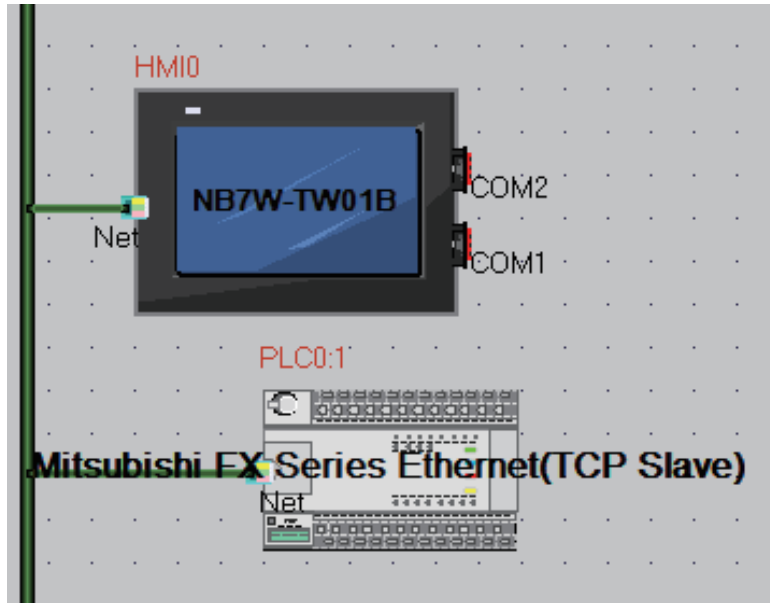 HMI0
NB7W-TW01B
COM2
Net
COM1
PLC0:1
Mitsubishi FX Series Ethernet(TCP Slave)
Net